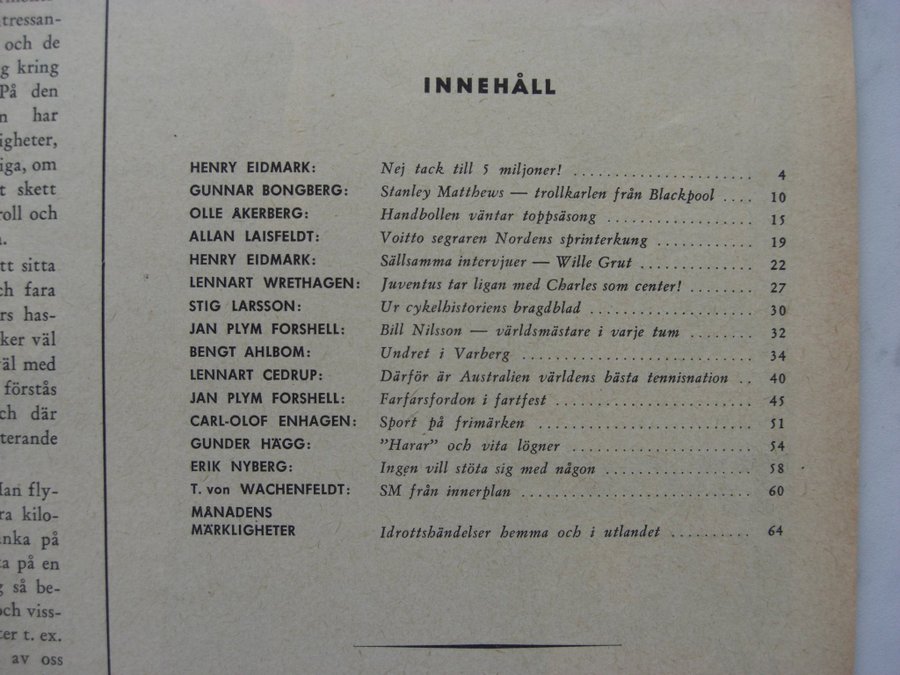 tressan-
och de
g kring
På den
har
igheter,
iga, om
t skett
roll och
tt sitta
ch fara
rs has-
ker väl
väl med
förstås
ch där
terande
Man fly-
ra kilo-
anka på
ta på en
så be-
och viss-
ter t. ex.
av oss
INNEHÅLL
HENRY EIDMARK: Nej tack till 5 miljoner! .................... 4
GUNNAR BONGBERG: Stanley Matthews — trollkarlen från Blackpool .... 10
OLLE ÅKERBERG: Handbollen väntar toppsäsong ................ 15
ALLAN LAISFELDT: Voitto segraren Nordens sprinterkung .......... 19
HENRY EIDMARK: Sällsamma intervjuer — Wille Grut ............ 22
LENNART WRETHAGEN: Juventus tar ligan med Charles som center! ....... 27
STIG LARSSON: Ur cykelhistoriens bragdblad .................. 30
JAN PLYM FORSHELL: Bill Nilsson — världsmästare i varje tum ........ 32
BENGT AHLBOM: Undret i Varberg .......................... 34
LENNART CEDRUP: Därför är Australien världens bästa tennisnation .. 40
JAN PLYM FORSHELL: Farfarsfordon i fartfest ...................... 45
CARL-OLOF ENHAGEN: Sport på frimärken ......................... 51
GUNDER HÄGG: ”Harar” och vita lögner ..................... 54
ERIK NYBERG: Ingen vill stöta sig med någon ................. 58
T. von WACHENFELDT: SM från innerplan .......................... 60
MÅNADENS
MÄRKLIGHETER Idrottshändelser hemma och i utlandet .......... 64